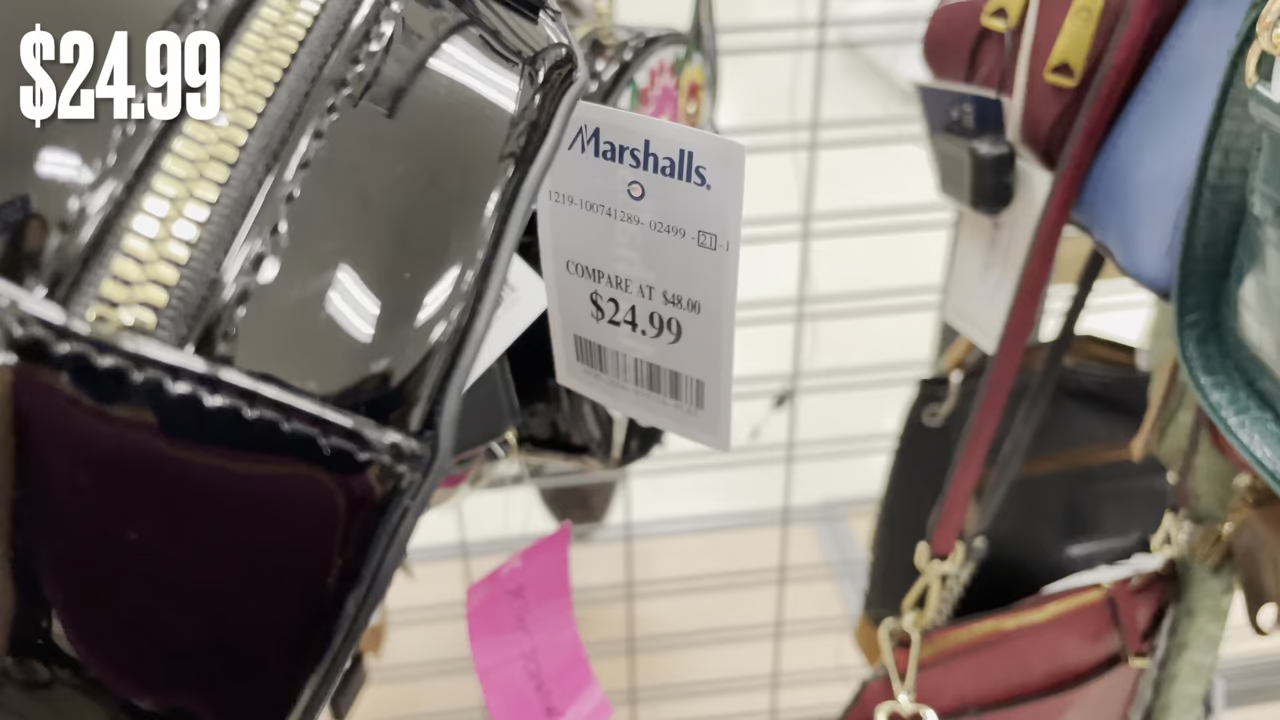 $24.99
Marshalls.
1219-100741289- 02499 -21-1
COMPARE AT $48.00
$24.99